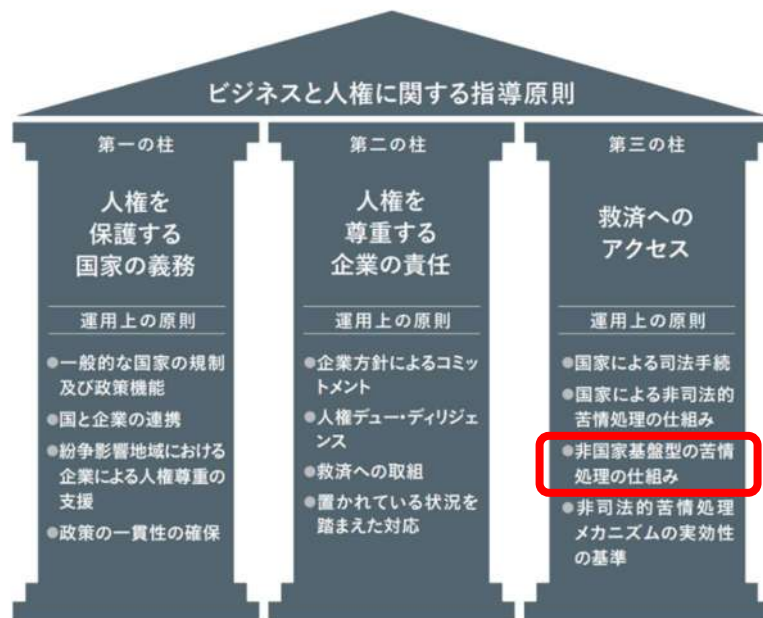 ビジネスと人権に関する指導原則
第一の柱
人権を
保護する
国家の義務
運用上の原則
●一般的な国家の規制
及び政策機能
●国と企業の連携
●紛争影響地域における
企業による人権尊重の
支援
●政策の一貫性の確保
第二の柱
人権を
尊重する
企業の責任
運用上の原則
●企業方針によるコミッ
トメント
●人権デュー・ディリジェ
ンス
●救済への取組
●置かれている状況を
踏まえた対応
第三の柱
救済への
アクセス
運用上の原則
●国家による司法手続
●国家による非司法的
苦情処理の仕組み
●非国家基盤型の苦情
処理の仕組み
●非司法的苦情処理
メカニズムの実効性
の基準